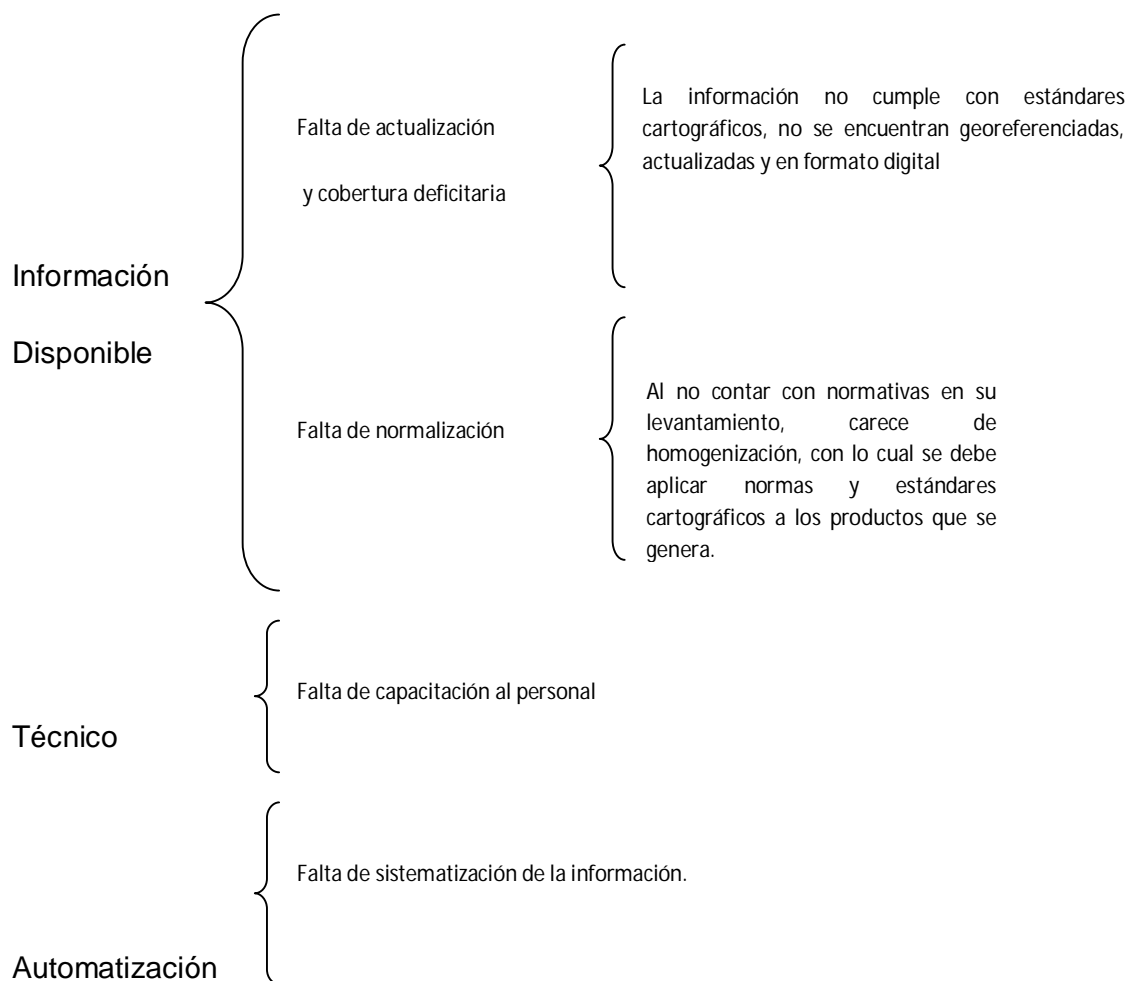 Información
Disponible
Falta de actualización
y cobertura deficitaria
La información no cumple con estándares
cartográficos, no se encuentran georeferenciadas,
actualizadas y en formato digital
Falta de normalización
Al no contar con normativas en su
levantamiento, carece de
homogenización, con lo cual se debe
aplicar normas y estándares
cartográficos a los productos que se
genera.
Técnico
Falta de capacitación al personal
Automatización
Falta de sistematización de la información.